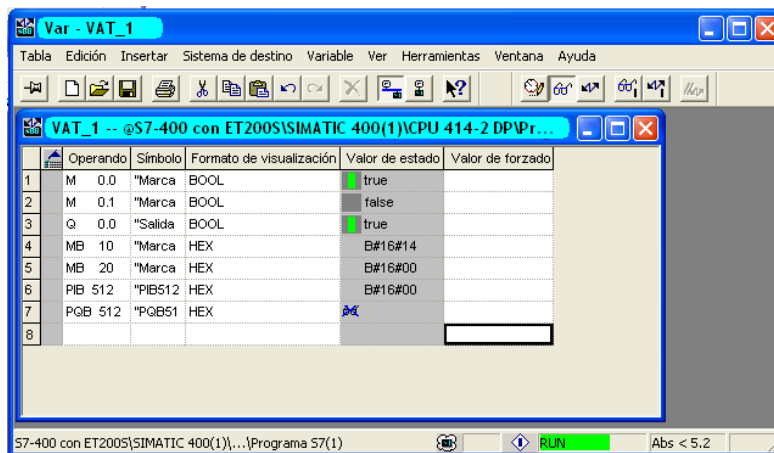 Var - VAT_1
Tabla Edición Insertar Sistema de destino Variable Ver Herramientas Ventana Ayuda
VAT_1 -- @S7-400 con ET200S\SIMATIC 400(1)\CPU 414-2 DP\Pr...
Operando Símbolo Formato de visualización Valor de estado Valor de forzado
1 M 0.0 "Marca BOOL true
2 M 0.1 "Marca BOOL false
3 Q 0.0 "Salida BOOL true
4 MB 10 "Marca HEX B#16#14
5 MB 20 "Marca HEX B#16#00
6 PIB 512 "PIB512 HEX B#16#00
7 PQB 512 "PQB51 HEX
8
S7-400 con ET200S\SIMATIC 400(1)\...\Programa S7(1) RUN Abs < 5.2